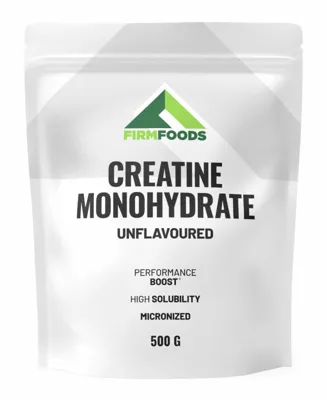 FIRMFOODS
CREATINE
MONOHYDRATE
UNFLAVOURED
PERFORMANCE
BOOST*
HIGH SOLUBILITY
MICRONIZED
500 G